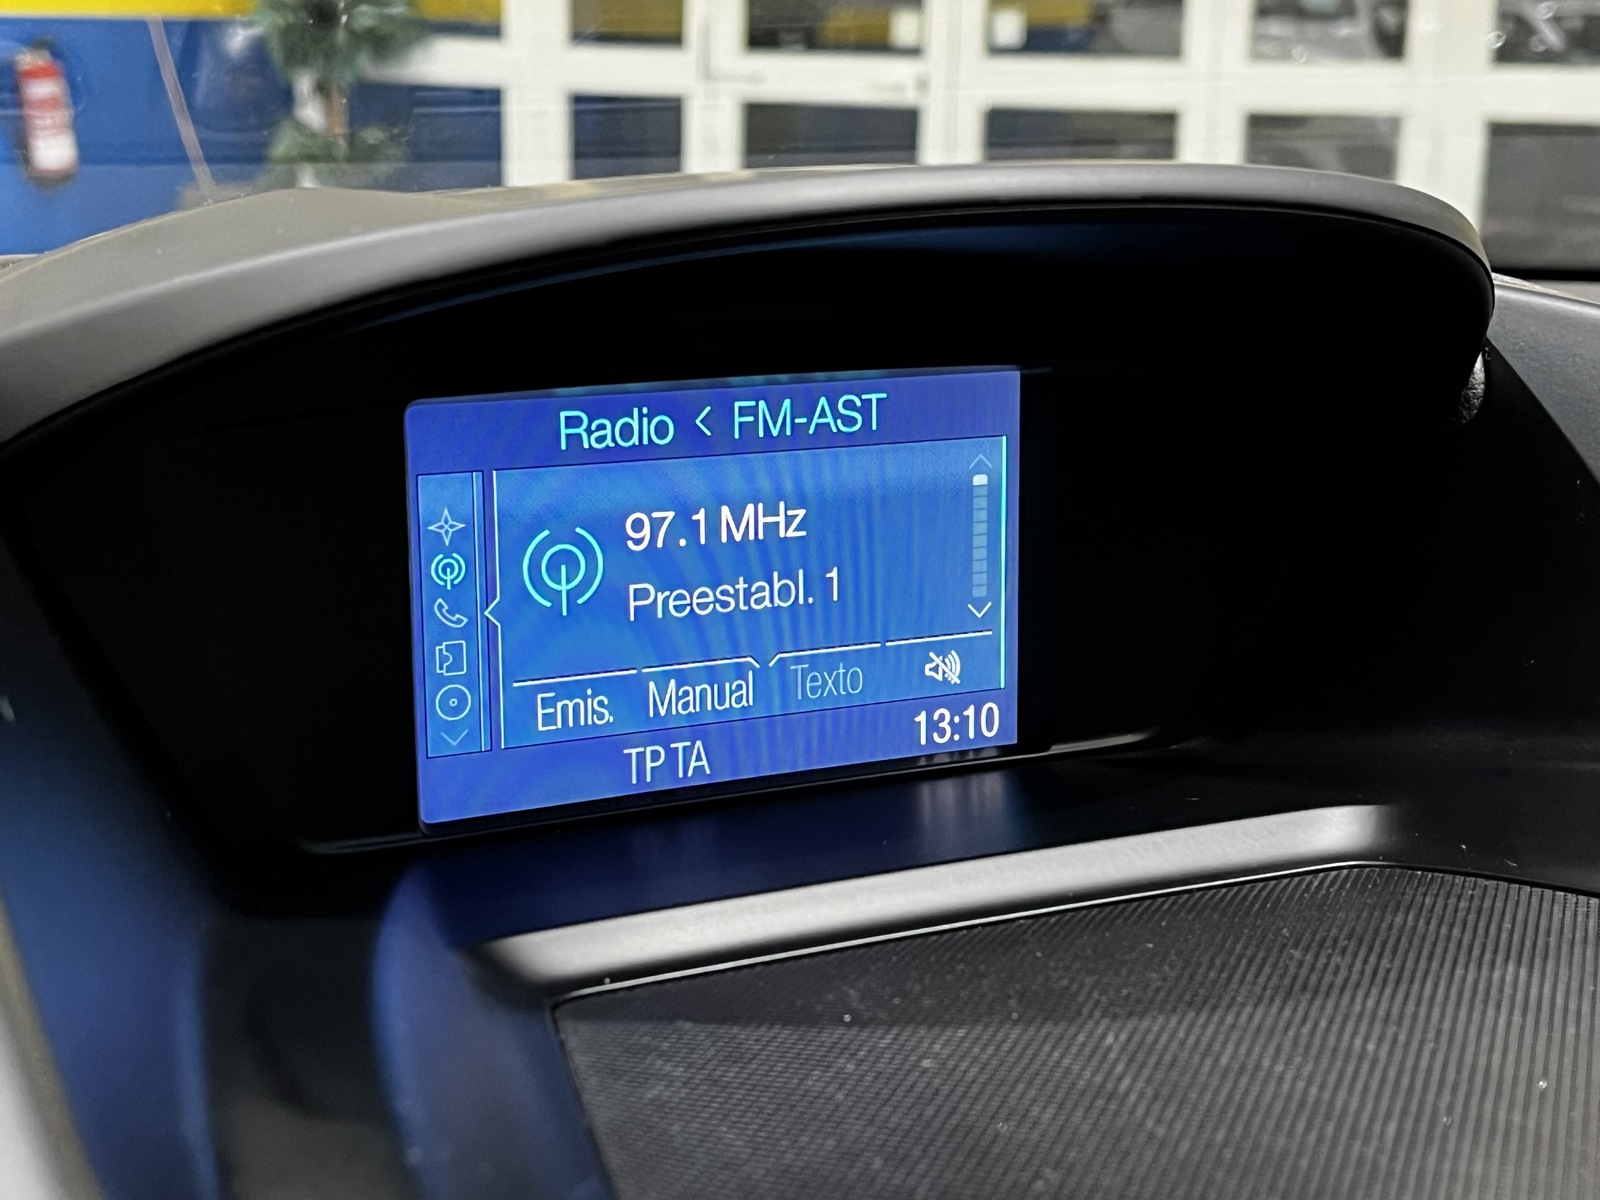 Radio < FM-AST
97.1 MHz
Preestabl. 1
Emis. Manual Texto
13:10
TP TA